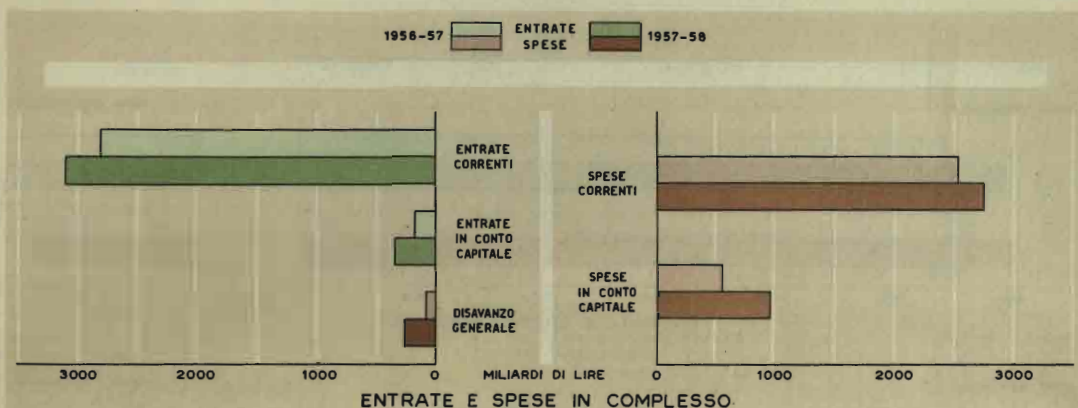 1956-57 ENTRATE SPESE 1957-58
ENTRATE
CORRENTI
ENTRATE
IN CONTO
CAPITALE
DISAVANZO
GENERALE
SPESE
CORRENTI
SPESE
IN CONTO
CAPITALE
3000 2000 1000 0 MILIARDI DI LIRE 0 1000 2000 3000
ENTRATE E SPESE IN COMPLESSO